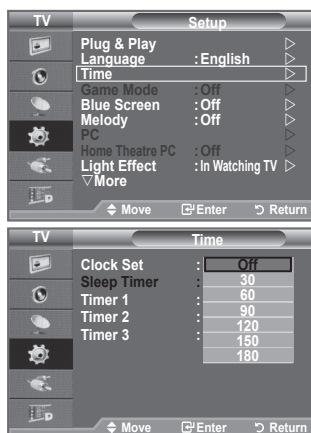 TV Setup
Plug & Play
Language : English
Time
Game Mode : Off
Blue Screen : Off
Melody : Off
PC
Home Theatre PC : Off
Light Effect : In Watching TV
▽More
Move Enter Return
TV Time
Clock Set :
Sleep Timer :
Timer 1 :
Timer 2 :
Timer 3 :
Off
30
60
90
120
150
180
Move Enter Return